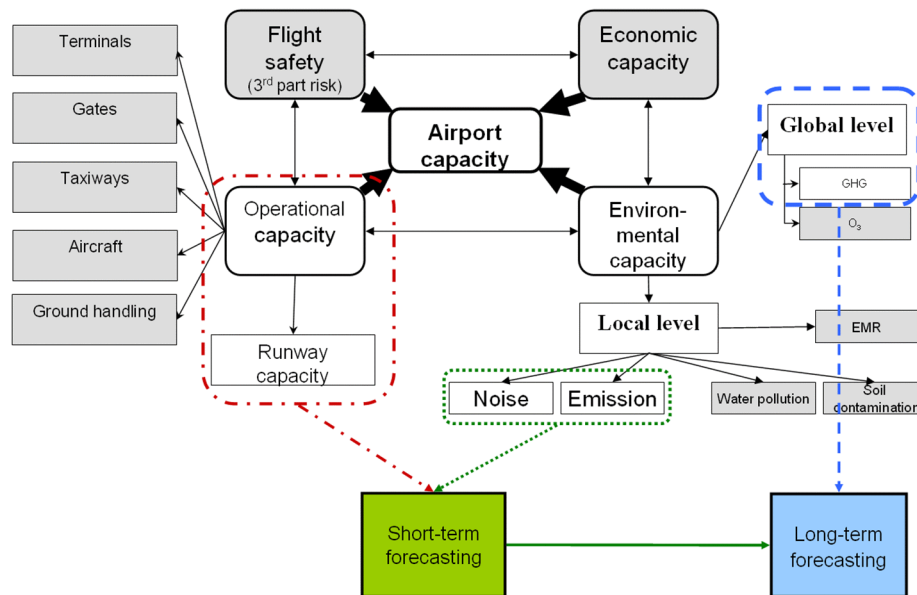 Terminals
Gates
Taxiways
Aircraft
Ground handling
Flight
safety
(3rd part risk)
Economic
capacity
Airport
capacity
Operational
capacity
Environ-
mental
capacity
Runway
capacity
Global level
GHG
O₃
Local level
EMR
Noise
Emission
Water pollution
Soil
contamination
Short-term
forecasting
Long-term
forecasting